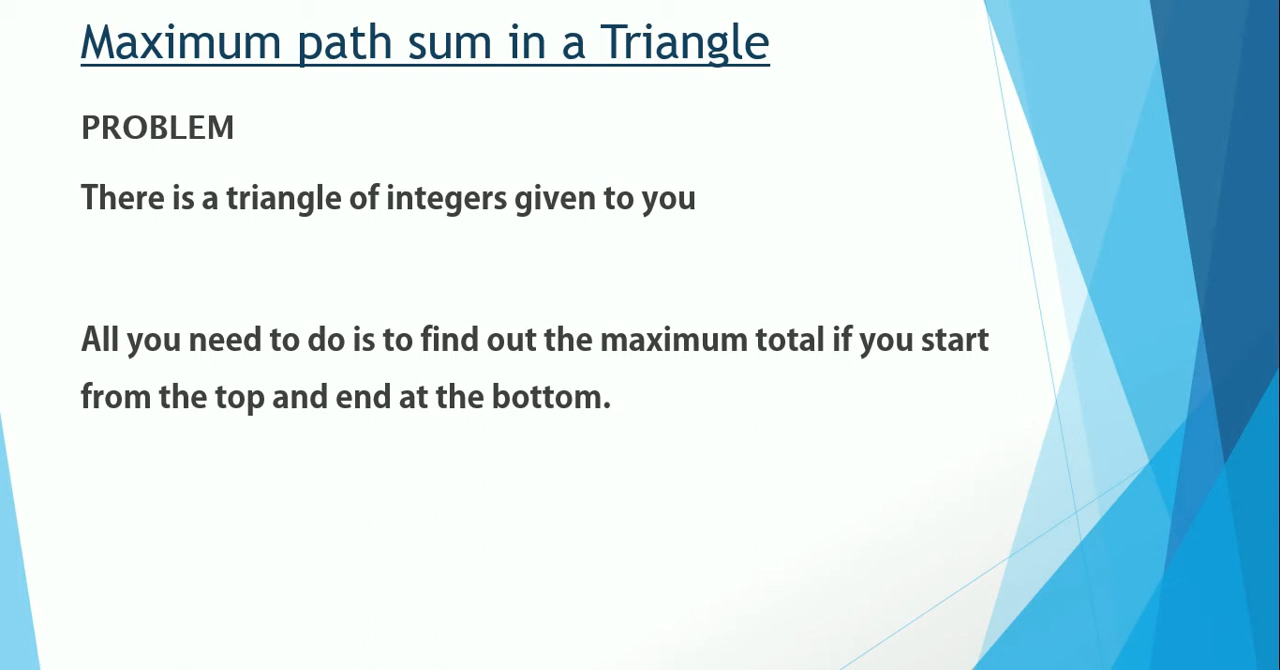 Maximum path sum in a Triangle
PROBLEM
There is a triangle of integers given to you
All you need to do is to find out the maximum total if you start
from the top and end at the bottom.